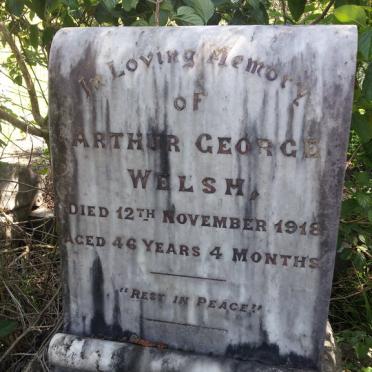 In Loving Memory
OF
ARTHUR GEORGE
WELSH,
DIED 12TH NOVEMBER 1918
AGED 46 YEARS 4 MONTHS.
"REST IN PEACE!"